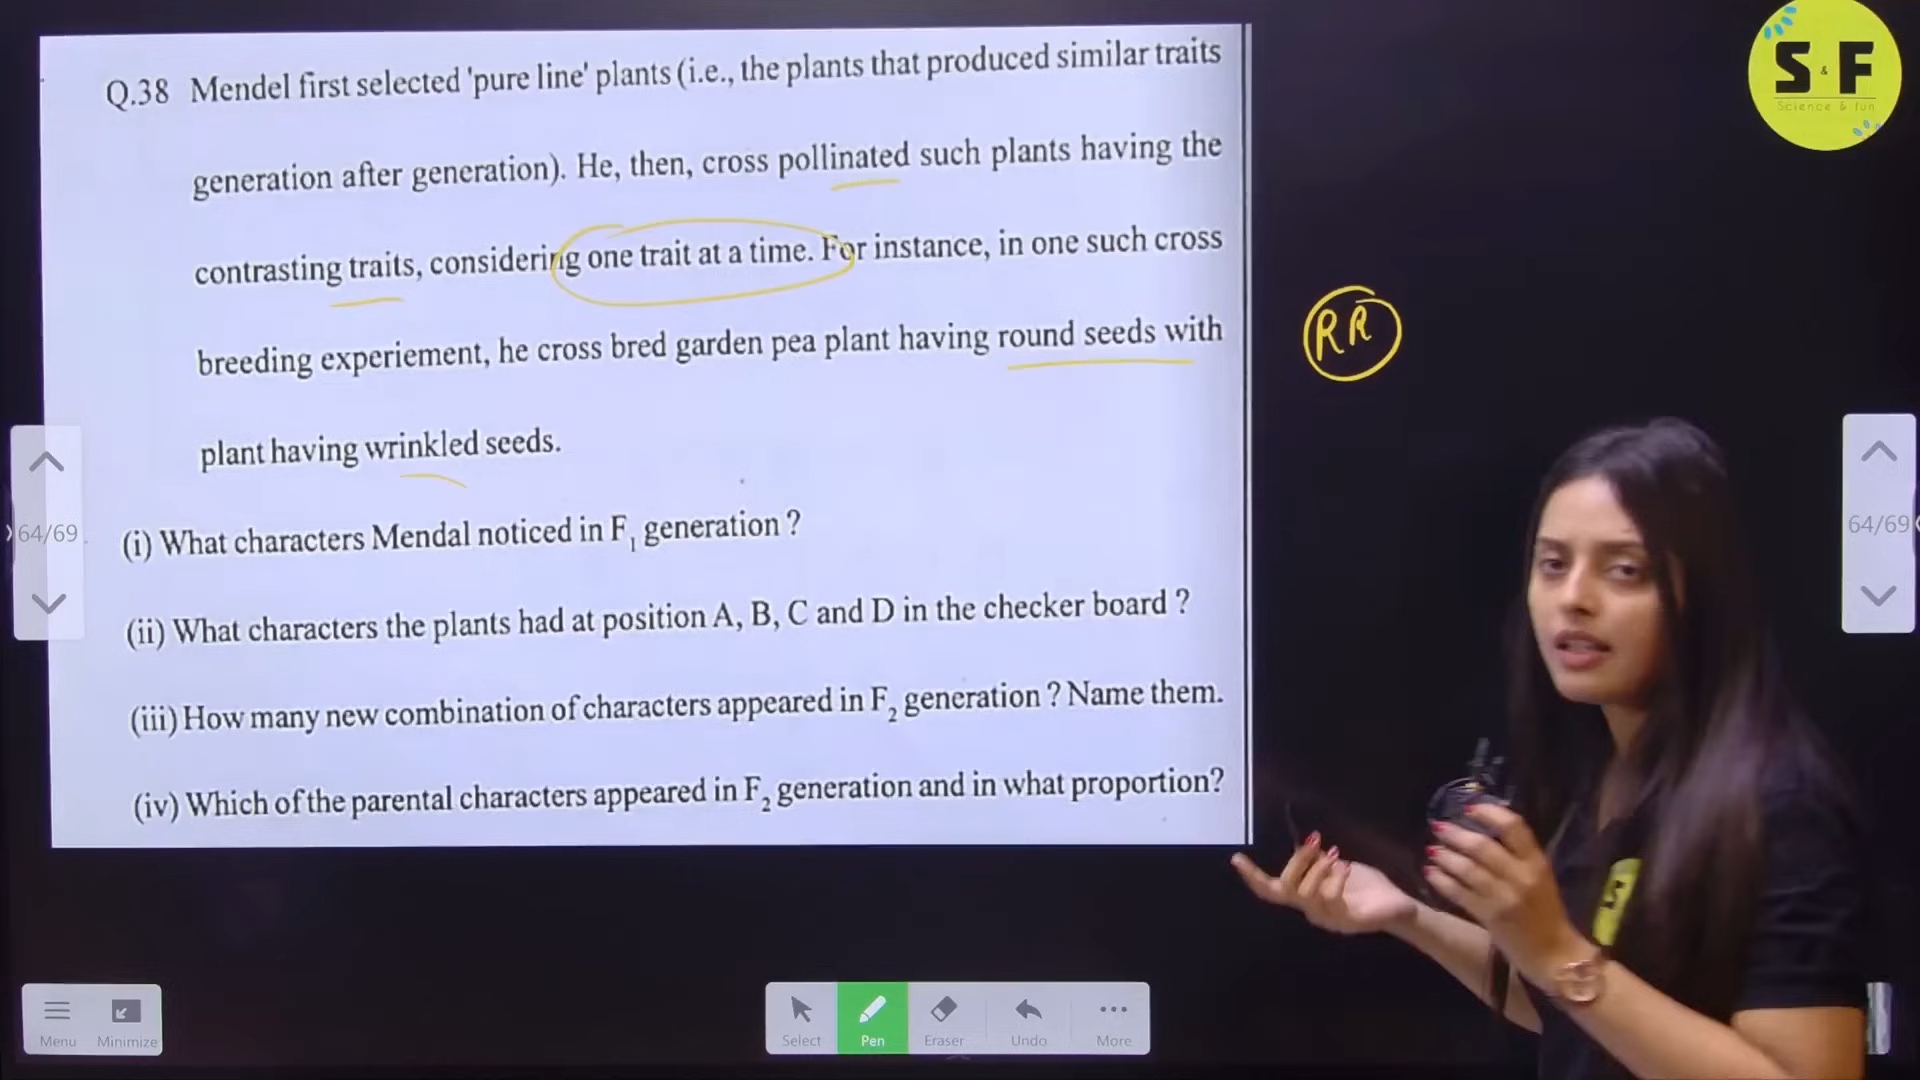 Q.38 Mendel first selected 'pure line' plants (i.e., the plants that produced similar traits
generation after generation). He, then, cross pollinated such plants having the
contrasting traits, considering one trait at a time. For instance, in one such cross
breeding experiement, he cross bred garden pea plant having round seeds with
plant having wrinkled seeds.
(i) What characters Mendal noticed in F₁ generation ?
(ii) What characters the plants had at position A, B, C and D in the checker board ?
(iii) How many new combination of characters appeared in F₂ generation ? Name them.
(iv) Which of the parental characters appeared in F₂ generation and in what proportion?
RR
S & F
Science & fun
64/69
64/69
S
Menu Minimize
Select Pen Eraser Undo More